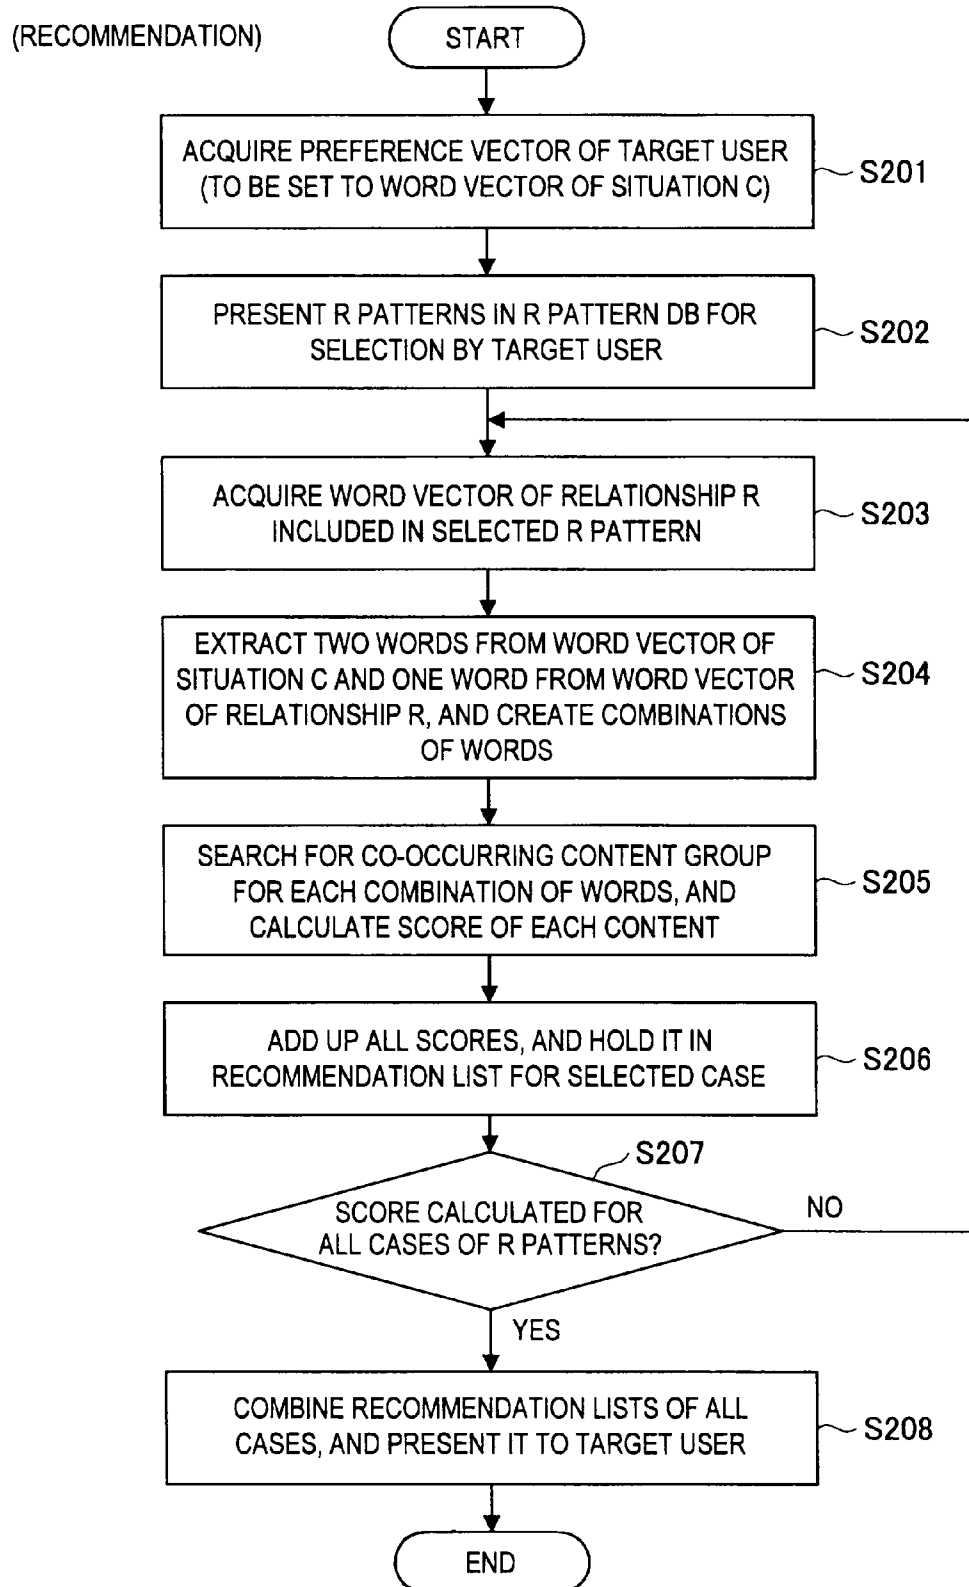 (RECOMMENDATION)
START
ACQUIRE PREFERENCE VECTOR OF TARGET USER
(TO BE SET TO WORD VECTOR OF SITUATION C)
S201
PRESENT R PATTERNS IN R PATTERN DB FOR
SELECTION BY TARGET USER
S202
ACQUIRE WORD VECTOR OF RELATIONSHIP R
INCLUDED IN SELECTED R PATTERN
S203
EXTRACT TWO WORDS FROM WORD VECTOR OF
SITUATION C AND ONE WORD FROM WORD VECTOR
OF RELATIONSHIP R, AND CREATE COMBINATIONS
OF WORDS
S204
SEARCH FOR CO-OCCURRING CONTENT GROUP
FOR EACH COMBINATION OF WORDS, AND
CALCULATE SCORE OF EACH CONTENT
S205
ADD UP ALL SCORES, AND HOLD IT IN
RECOMMENDATION LIST FOR SELECTED CASE
S206
S207
SCORE CALCULATED FOR
ALL CASES OF R PATTERNS?
NO
YES
COMBINE RECOMMENDATION LISTS OF ALL
CASES, AND PRESENT IT TO TARGET USER
S208
END